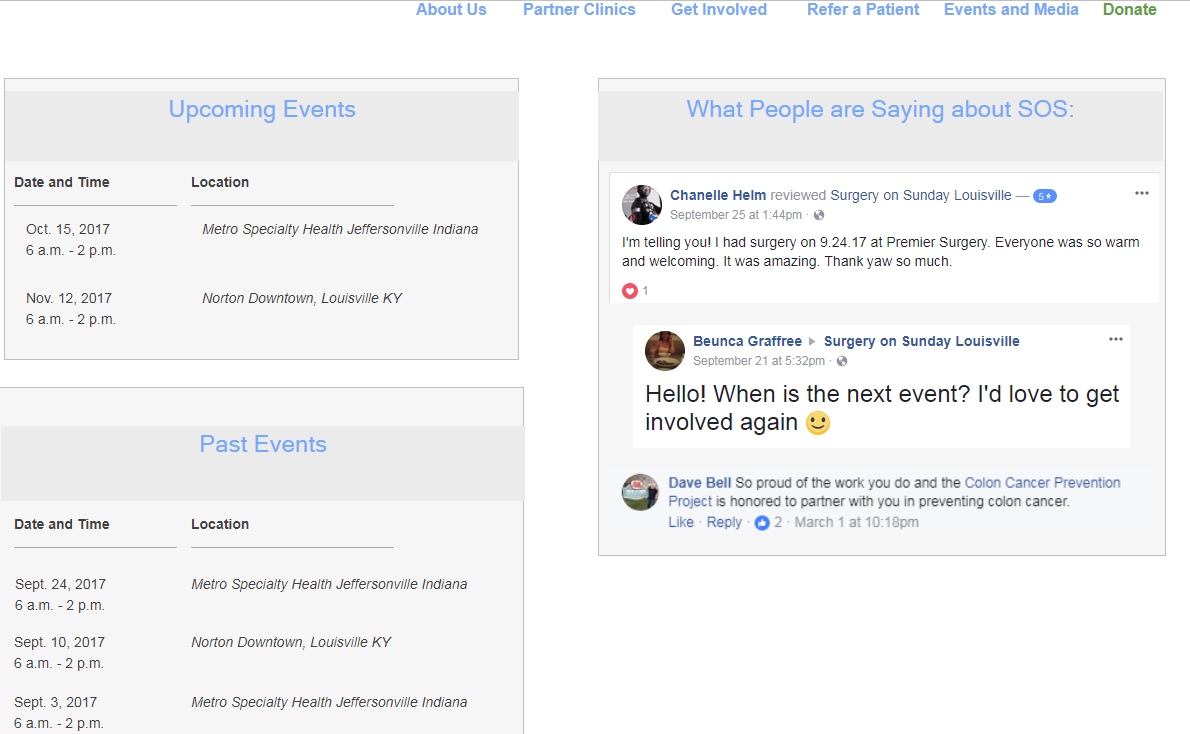 About Us Partner Clinics Get Involved Refer a Patient Events and Media Donate
Upcoming Events
Date and Time Location
Oct. 15, 2017 Metro Specialty Health Jeffersonville Indiana
6 a.m. - 2 p.m.
Nov. 12, 2017 Norton Downtown, Louisville KY
6 a.m. - 2 p.m.
Past Events
Date and Time Location
Sept. 24, 2017 Metro Specialty Health Jeffersonville Indiana
6 a.m. - 2 p.m.
Sept. 10, 2017 Norton Downtown, Louisville KY
6 a.m. - 2 p.m.
Sept. 3, 2017 Metro Specialty Health Jeffersonville Indiana
6 a.m. - 2 p.m.
What People are Saying about SOS:
Chanelle Helm reviewed Surgery on Sunday Louisville — 5★
September 25 at 1:44pm ·
I'm telling you! I had surgery on 9.24.17 at Premier Surgery. Everyone was so warm
and welcoming. It was amazing. Thank yaw so much.
1
Beunca Graffree ▸ Surgery on Sunday Louisville
September 21 at 5:32pm ·
Hello! When is the next event? I'd love to get
involved again 🙂
Dave Bell So proud of the work you do and the Colon Cancer Prevention
Project is honored to partner with you in preventing colon cancer.
Like · Reply · 2 · March 1 at 10:18pm